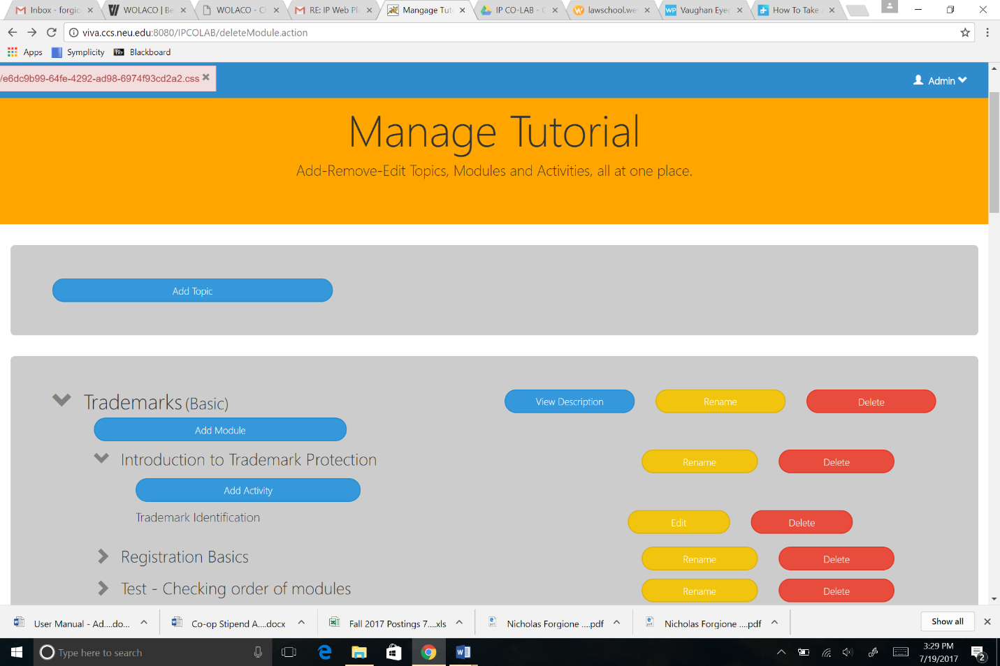 Inbox - forgio
WOLACO | Be
WOLACO - C
RE: IP Web Pl
Mangage Tut
IP CO-LAB - G
lawschool.we
Vaughan Eye
How To Take
viva.ccs.neu.edu:8080/IPCOLAB/deleteModule.action
Apps Symplicity Bb Blackboard
/e6dc9b99-64fe-4292-ad98-6974f93cd2a2.css
Admin
Manage Tutorial
Add-Remove-Edit Topics, Modules and Activities, all at one place.
Add Topic
Trademarks (Basic) View Description Rename Delete
Add Module
Introduction to Trademark Protection Rename Delete
Add Activity
Trademark Identification Edit Delete
Registration Basics Rename Delete
Test - Checking order of modules Rename Delete
User Manual - Ad....do... Co-op Stipend A....docx Fall 2017 Postings 7....xls Nicholas Forgione ....pdf Nicholas Forgione ....pdf Show all
Type here to search
3:29 PM
7/19/2017
2